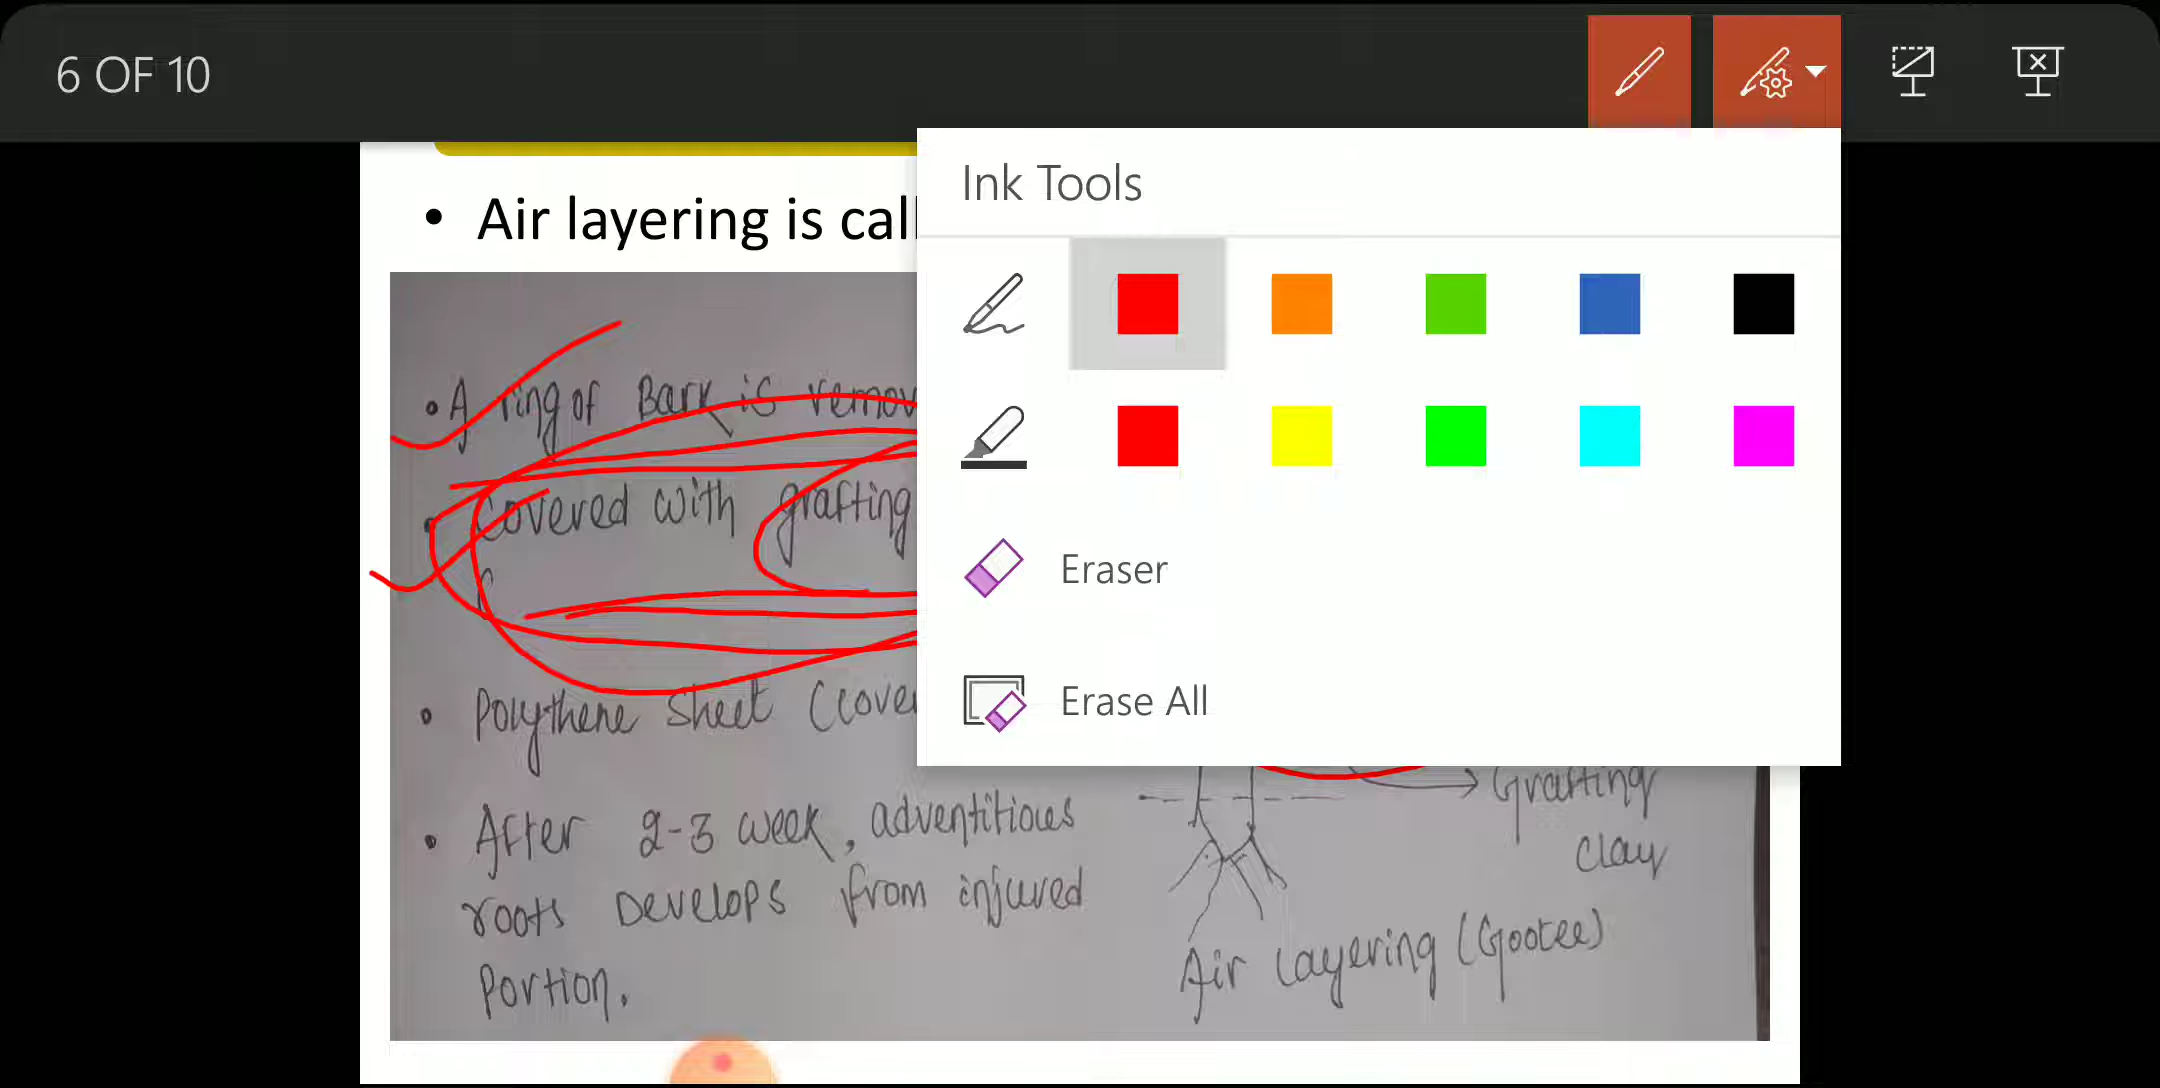 6 OF 10
Ink Tools
• Air layering is cal
• A ring of Bark is remov
• Covered with grafting
Eraser
Erase All
• Polythene Sheet (Cover
• After 2-3 week, adventitious
roots Develops from injured
Portion.
Grafting
clay
Air Layering (Gootee)